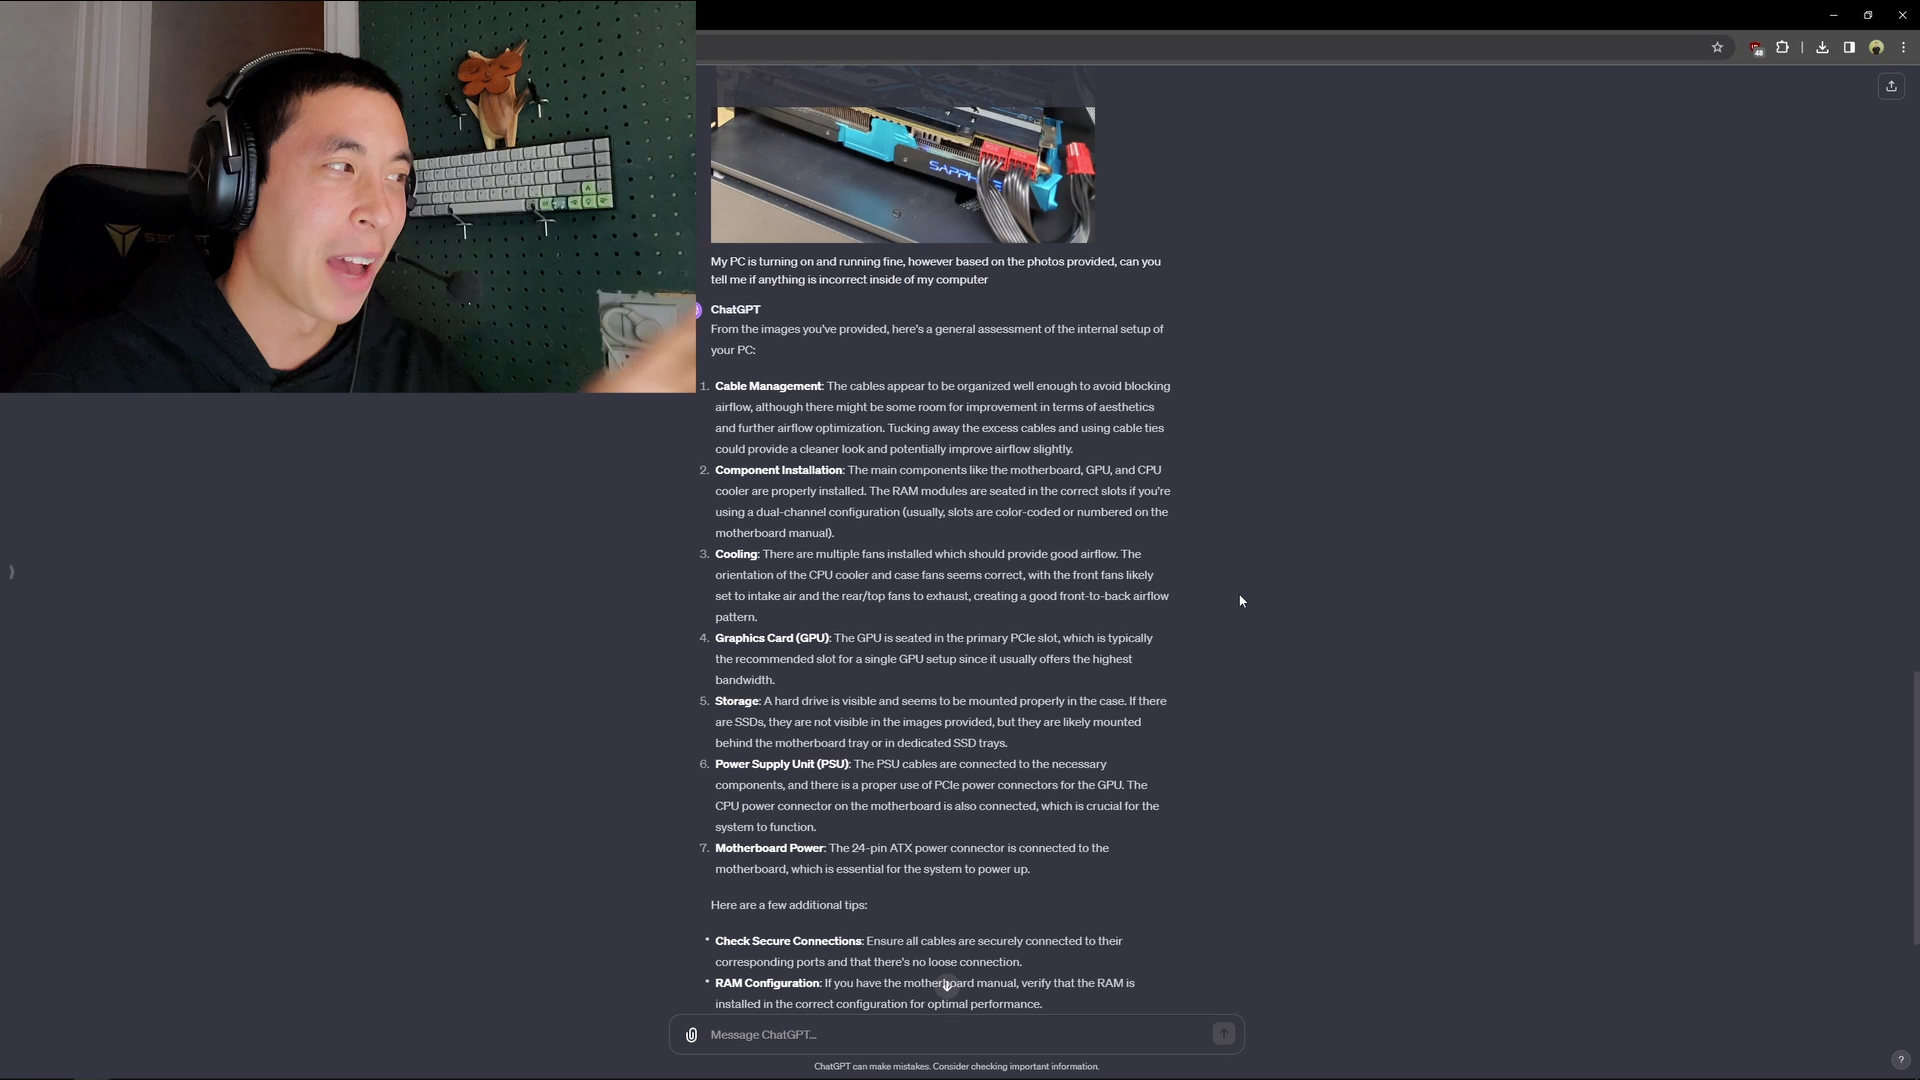 48
SAPPHIRE
My PC is turning on and running fine, however based on the photos provided, can you
tell me if anything is incorrect inside of my computer
ChatGPT
From the images you've provided, here's a general assessment of the internal setup of
your PC:
1. Cable Management: The cables appear to be organized well enough to avoid blocking
airflow, although there might be some room for improvement in terms of aesthetics
and further airflow optimization. Tucking away the excess cables and using cable ties
could provide a cleaner look and potentially improve airflow slightly.
2. Component Installation: The main components like the motherboard, GPU, and CPU
cooler are properly installed. The RAM modules are seated in the correct slots if you're
using a dual-channel configuration (usually, slots are color-coded or numbered on the
motherboard manual).
3. Cooling: There are multiple fans installed which should provide good airflow. The
orientation of the CPU cooler and case fans seems correct, with the front fans likely
set to intake air and the rear/top fans to exhaust, creating a good front-to-back airflow
pattern.
4. Graphics Card (GPU): The GPU is seated in the primary PCIe slot, which is typically
the recommended slot for a single GPU setup since it usually offers the highest
bandwidth.
5. Storage: A hard drive is visible and seems to be mounted properly in the case. If there
are SSDs, they are not visible in the images provided, but they are likely mounted
behind the motherboard tray or in dedicated SSD trays.
6. Power Supply Unit (PSU): The PSU cables are connected to the necessary
components, and there is a proper use of PCIe power connectors for the GPU. The
CPU power connector on the motherboard is also connected, which is crucial for the
system to function.
7. Motherboard Power: The 24-pin ATX power connector is connected to the
motherboard, which is essential for the system to power up.
Here are a few additional tips:
• Check Secure Connections: Ensure all cables are securely connected to their
corresponding ports and that there's no loose connection.
• RAM Configuration: If you have the motherboard manual, verify that the RAM is
installed in the correct configuration for optimal performance.
Message ChatGPT...
ChatGPT can make mistakes. Consider checking important information.
?